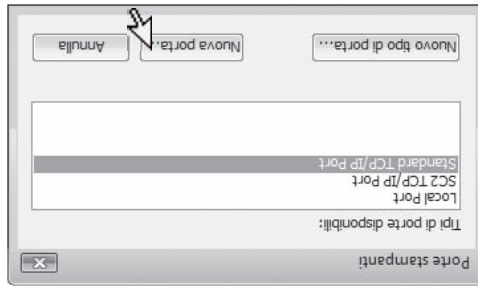 Porte stampanti
Tipi di porte disponibili:
Local Port
SC2 TCP/IP Port
Standard TCP/IP Port
Nuovo tipo di porta...
Nuova porta...
Annulla